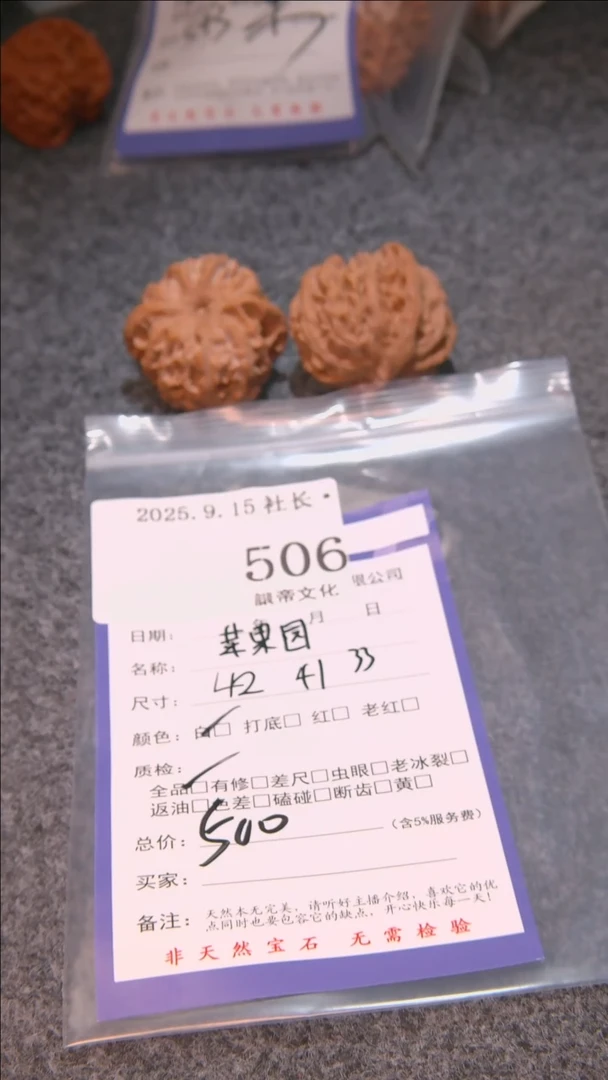 2025.9.15 社长
506
限公司
年 月 日
日期：
名称： 苹果园
尺寸： 42 41 33
颜色：白□ 打底□ 红□ 老红□
质检：
全品□有修□差尺□虫眼□老冰裂□
返油□色差□磕碰□断齿□黄□
总价： 500 （含5%服务费）
买家：
备注： 天然本无完美，请听好主播介绍，喜欢它的优
点同时也要包容它的缺点，开心快乐每一天！
非天然宝石 无需检验